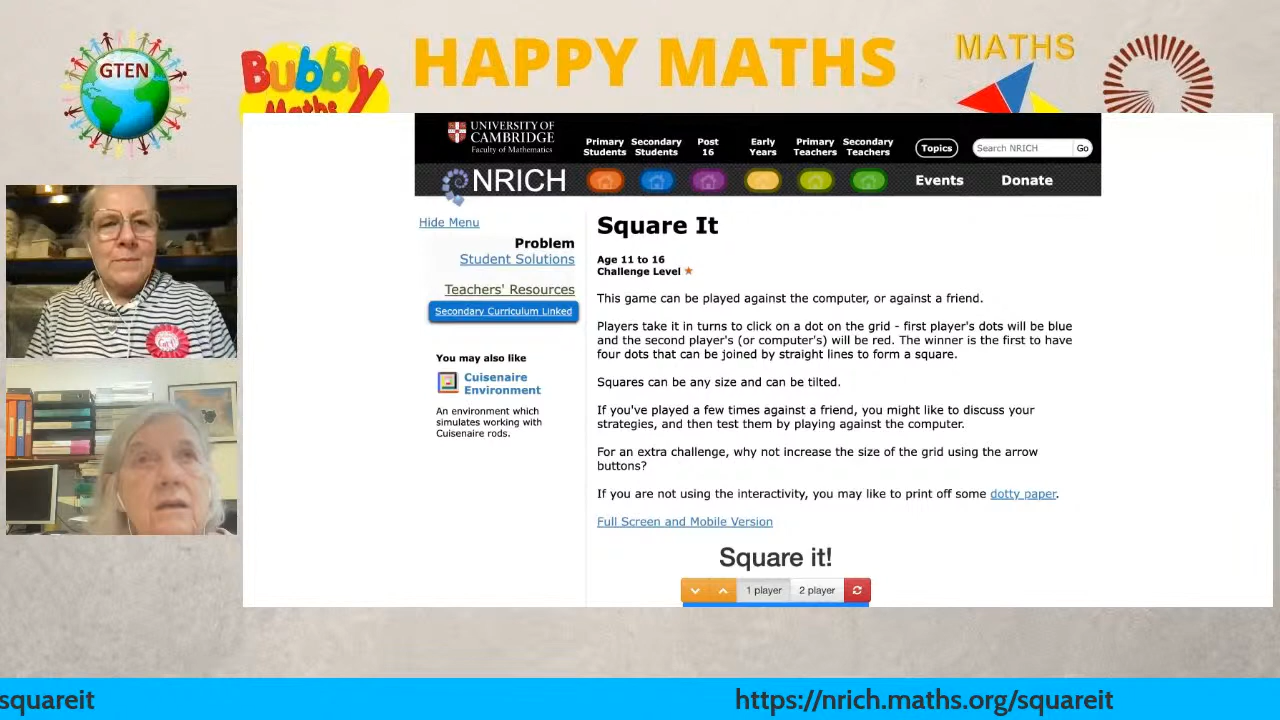 GTEN
Bubbly
Maths
HAPPY MATHS
MATHS
UNIVERSITY OF
CAMBRIDGE
Faculty of Mathematics
Primary
Students
Secondary
Students
Post
16
Early
Years
Primary
Teachers
Secondary
Teachers
Topics
Search NRICH
Go
NRICH
Events
Donate
Hide Menu
Problem
Student Solutions
Teachers' Resources
Secondary Curriculum Linked
You may also like
Cuisenaire
Environment
An environment which
simulates working with
Cuisenaire rods.
Square It
Age 11 to 16
Challenge Level
This game can be played against the computer, or against a friend.
Players take it in turns to click on a dot on the grid - first player's dots will be blue
and the second player's (or computer's) will be red. The winner is the first to have
four dots that can be joined by straight lines to form a square.
Squares can be any size and can be tilted.
If you've played a few times against a friend, you might like to discuss your
strategies, and then test them by playing against the computer.
For an extra challenge, why not increase the size of the grid using the arrow
buttons?
If you are not using the interactivity, you may like to print off some dotty paper.
Full Screen and Mobile Version
Square it!
1 player
2 player
squareit
https://nrich.maths.org/squareit